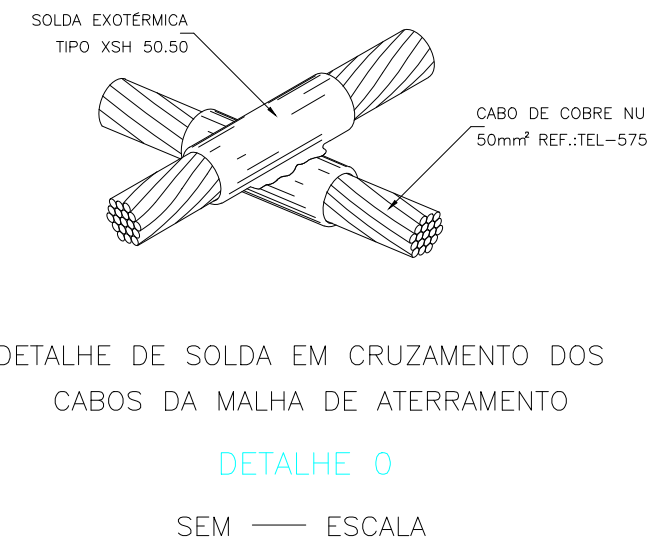 SOLDA EXOTÉRMICA
TIPO XSH 50.50
CABO DE COBRE NU
50mm² REF.:TEL-575
DETALHE DE SOLDA EM CRUZAMENTO DOS
CABOS DA MALHA DE ATERRAMENTO
DETALHE O
SEM — ESCALA